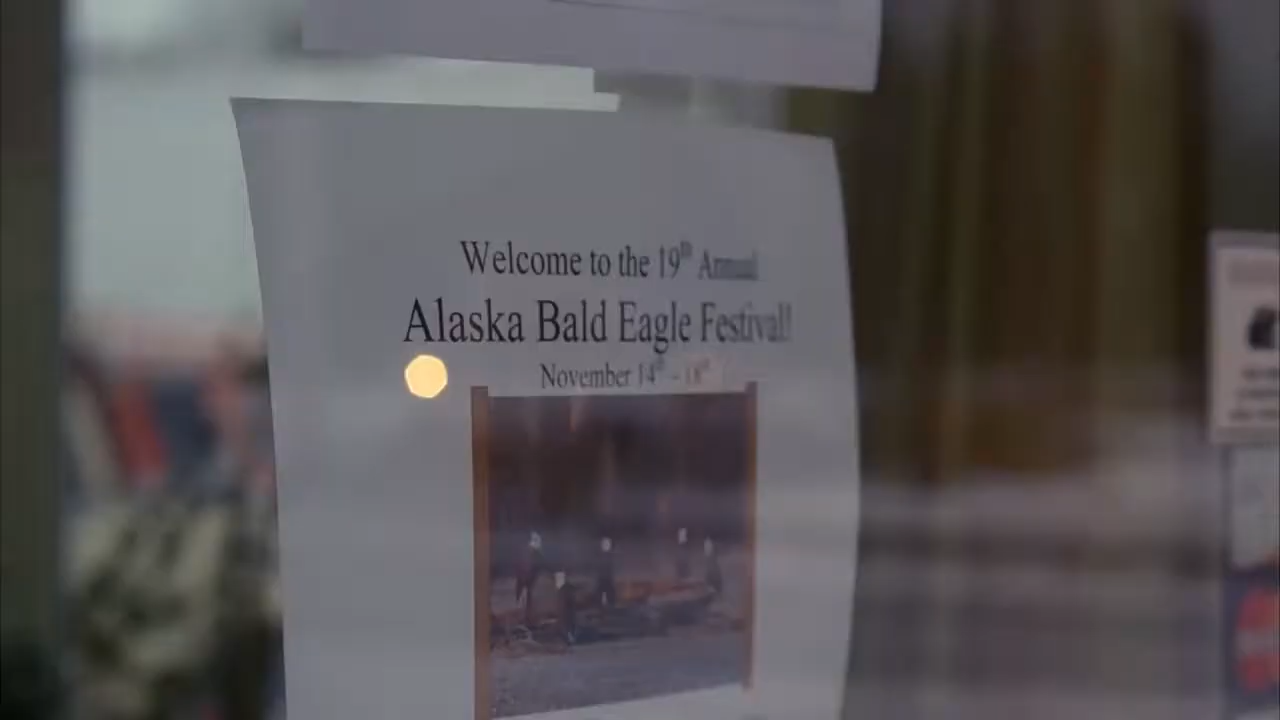 Welcome to the 19th Annual
Alaska Bald Eagle Festival!
November 14th - 18th